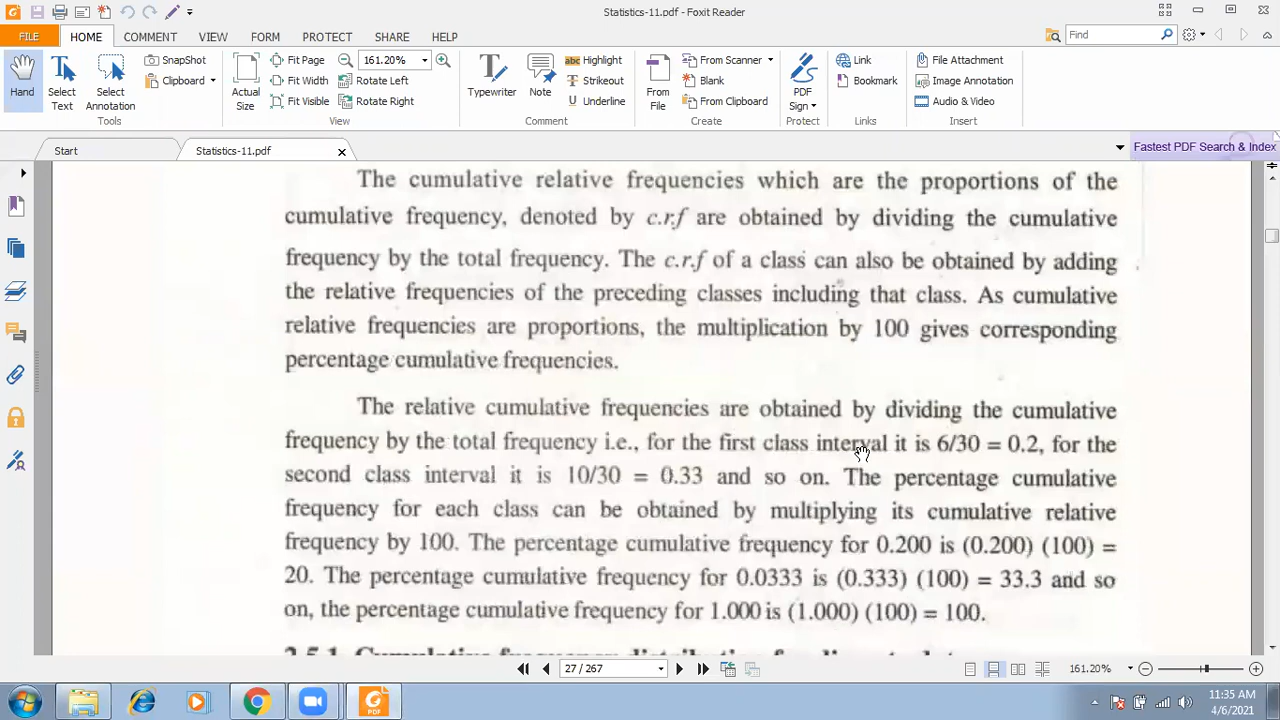 Statistics-11.pdf - Foxit Reader
FILE HOME COMMENT VIEW FORM PROTECT SHARE HELP Find
Hand
Select Text
Select Annotation
SnapShot
Clipboard
Tools
Actual Size
Fit Page
Fit Width
Fit Visible
161.20%
Rotate Left
Rotate Right
View
Typewriter
Note
Highlight
Strikeout
Underline
Comment
From File
From Scanner
Blank
From Clipboard
Create
PDF Sign
Protect
Link
Bookmark
Links
File Attachment
Image Annotation
Audio & Video
Insert
Start Statistics-11.pdf Fastest PDF Search & Index
The cumulative relative frequencies which are the proportions of the
cumulative frequency, denoted by c.r.f are obtained by dividing the cumulative
frequency by the total frequency. The c.r.f of a class can also be obtained by adding
the relative frequencies of the preceding classes including that class. As cumulative
relative frequencies are proportions, the multiplication by 100 gives corresponding
percentage cumulative frequencies.
The relative cumulative frequencies are obtained by dividing the cumulative
frequency by the total frequency i.e., for the first class interval it is 6/30 = 0.2, for the
second class interval it is 10/30 = 0.33 and so on. The percentage cumulative
frequency for each class can be obtained by multiplying its cumulative relative
frequency by 100. The percentage cumulative frequency for 0.200 is (0.200) (100) =
20. The percentage cumulative frequency for 0.0333 is (0.333) (100) = 33.3 and so
on, the percentage cumulative frequency for 1.000 is (1.000) (100) = 100.
2.5.1 Cumulative frequency distribution for
27 / 267 161.20%
11:35 AM
4/6/2021